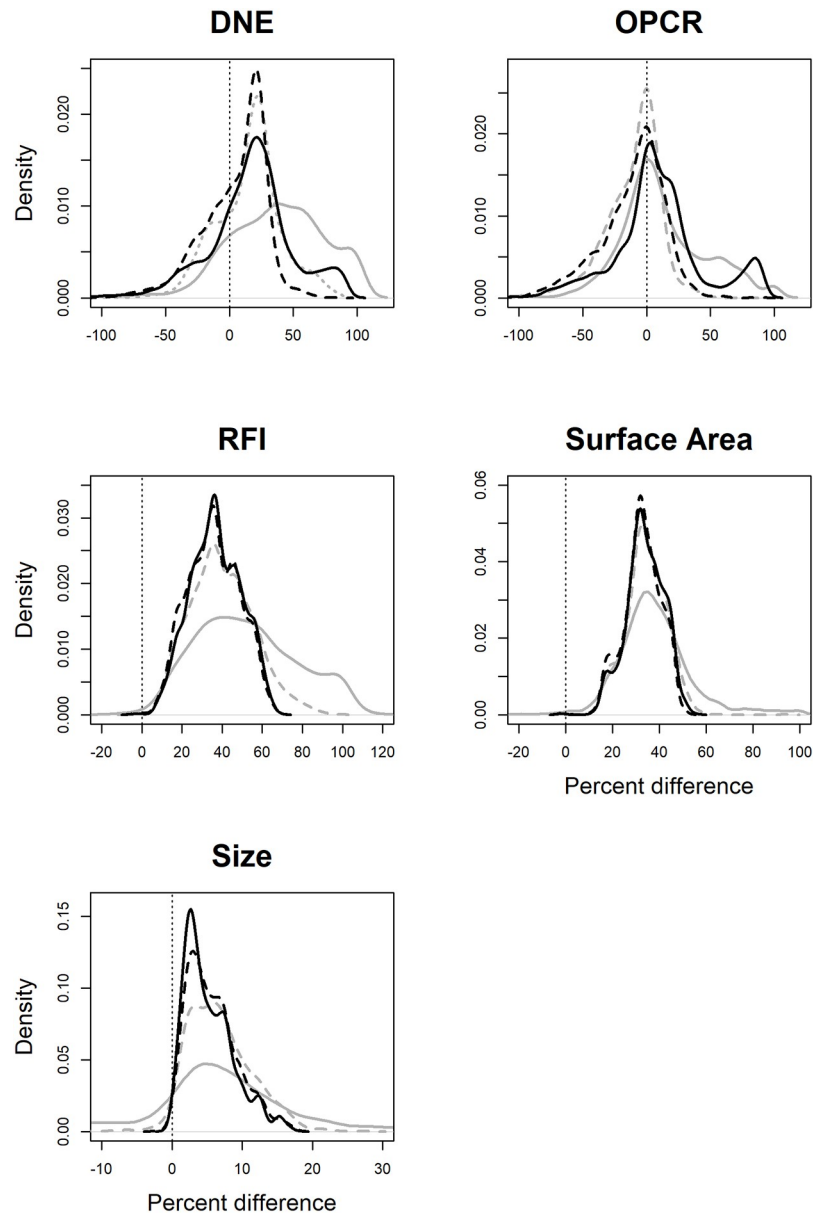 DNE
OPCR
Density
0.000 0.010 0.020
-100 -50 0 50 100
0.000 0.010 0.020
-100 -50 0 50 100
RFI
Surface Area
Density
0.000 0.010 0.020 0.030
-20 0 20 40 60 80 100 120
0.00 0.02 0.04 0.06
-20 0 20 40 60 80 100
Percent difference
Size
Density
0.00 0.05 0.10 0.15
-10 0 10 20 30
Percent difference